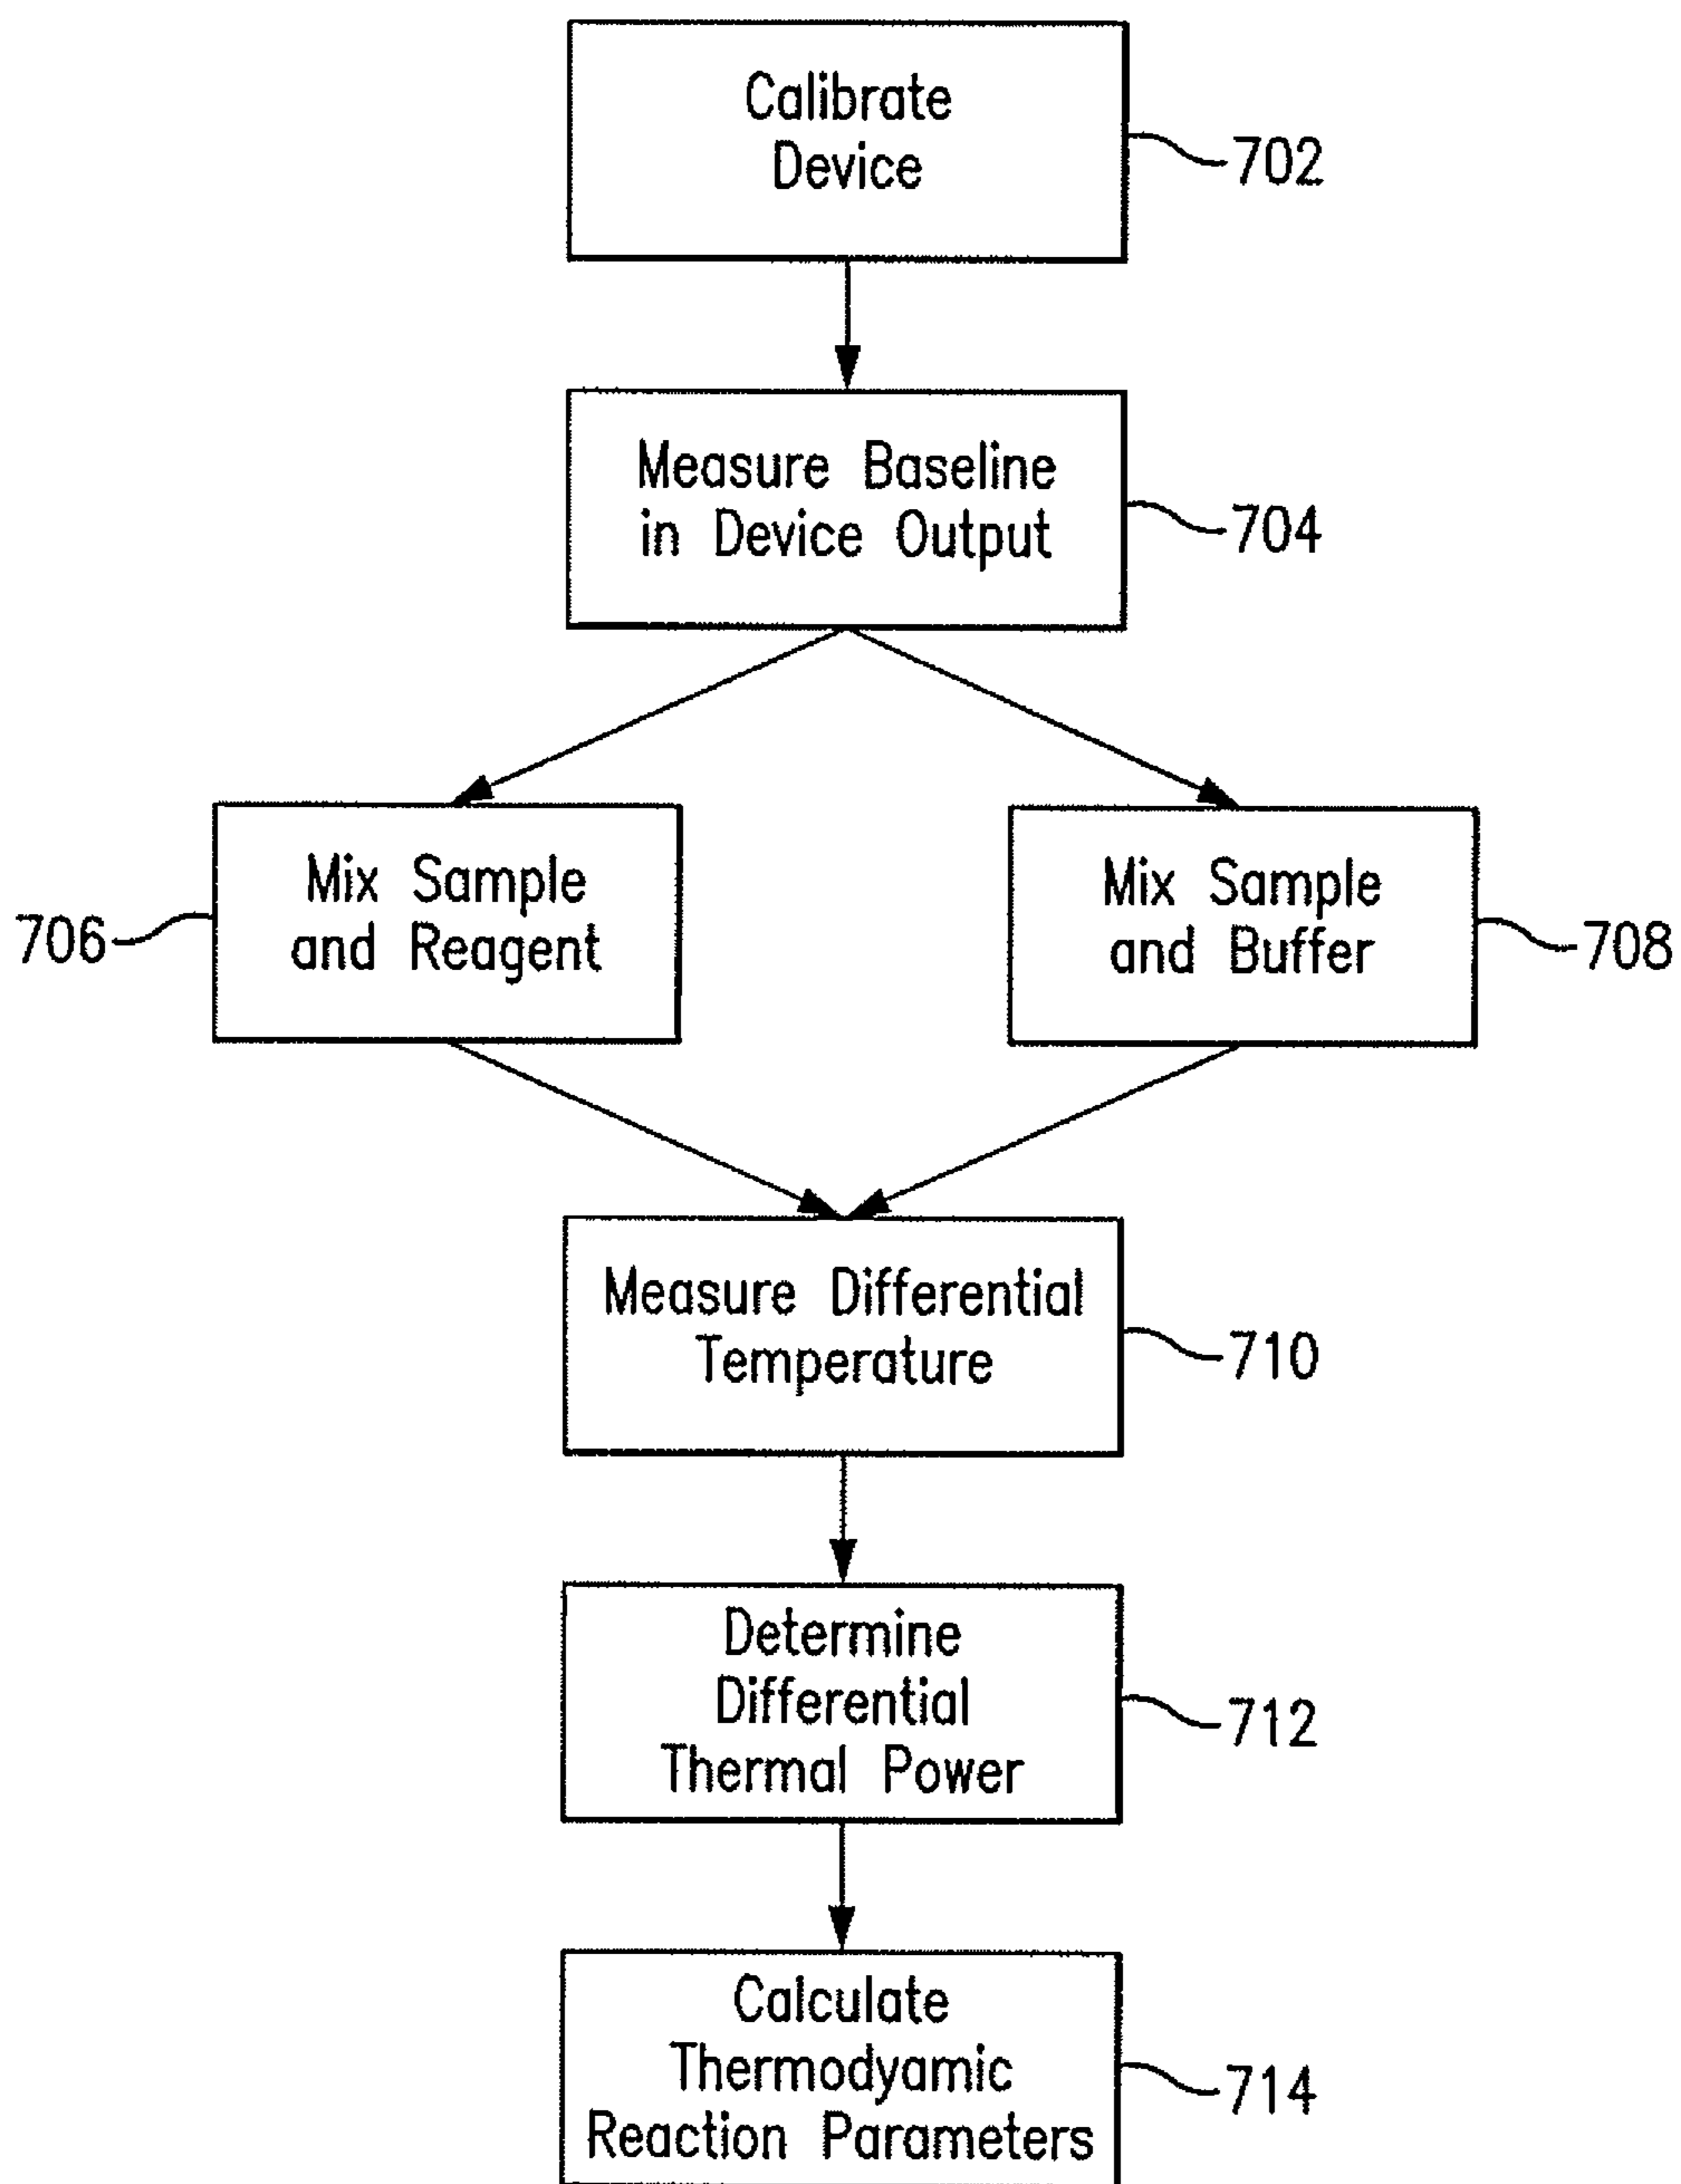 Calibrate
Device
702
Measure Baseline
in Device Output
704
Mix Sample
and Reagent
706
Mix Sample
and Buffer
708
Measure Differential
Temperature
710
Determine
Differential
Thermal Power
712
Calculate
Thermodyamic
Reaction Parameters
714